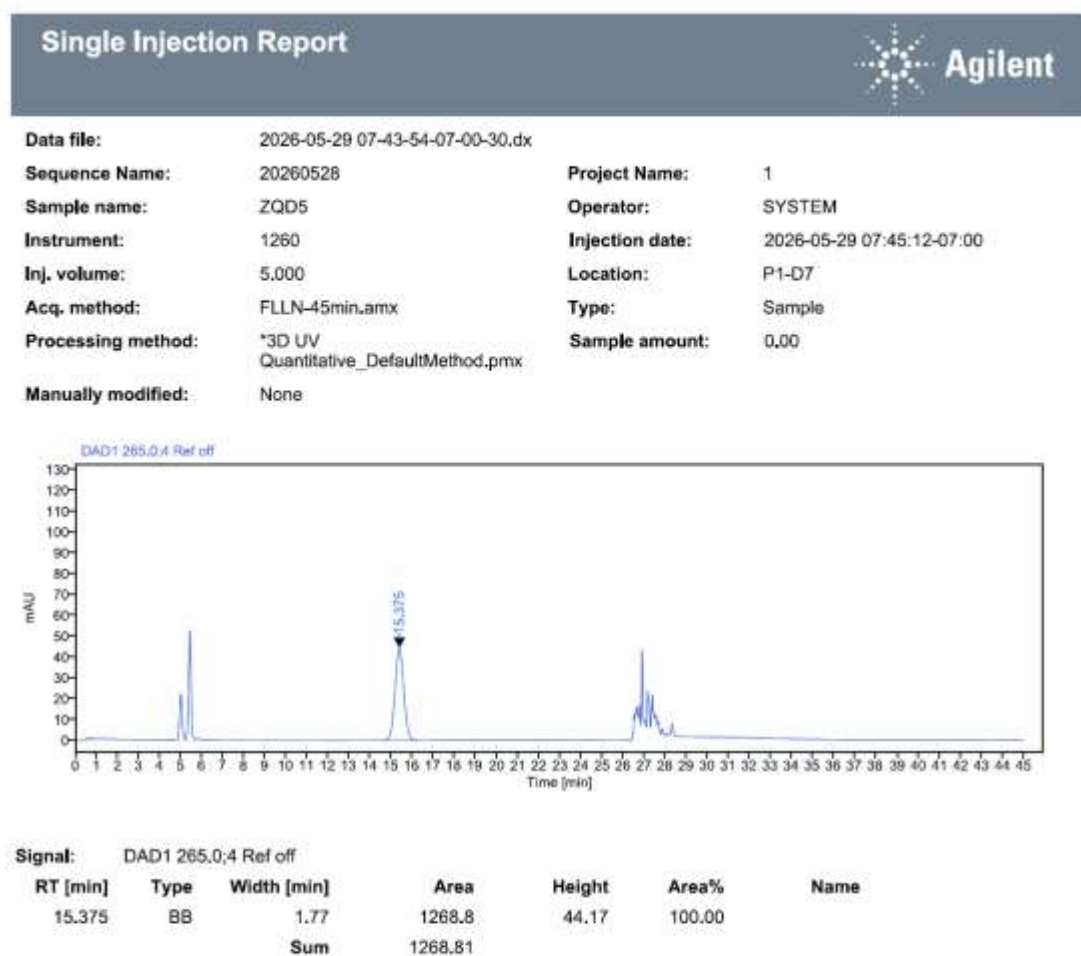 Single Injection Report
Agilent
Data file: 2026-05-29 07-43-54-07-00-30.dx
Sequence Name: 20260528 Project Name: 1
Sample name: ZQD5 Operator: SYSTEM
Instrument: 1260 Injection date: 2026-05-29 07:45:12-07:00
Inj. volume: 5.000 Location: P1-D7
Acq. method: FLLN-45min.amx Type: Sample
Processing method: *3D UV Sample amount: 0.00
Quantitative_DefaultMethod.pmx
Manually modified: None
DAD1 265.0;4 Ref off
130
120
110
100
90
80
70
60
50
40
30
20
10
0
mAU
15.375
0 1 2 3 4 5 6 7 8 9 10 11 12 13 14 15 16 17 18 19 20 21 22 23 24 25 26 27 28 29 30 31 32 33 34 35 36 37 38 39 40 41 42 43 44 45
Time [min]
Signal: DAD1 265.0;4 Ref off
RT [min] Type Width [min] Area Height Area% Name
15.375 BB 1.77 1268.8 44.17 100.00
Sum 1268.81